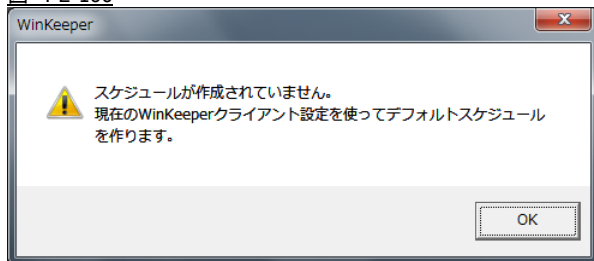 WinKeeper
スケジュールが作成されていません。
現在のWinKeeperクライアント設定を使ってデフォルトスケジュール
を作ります。
OK